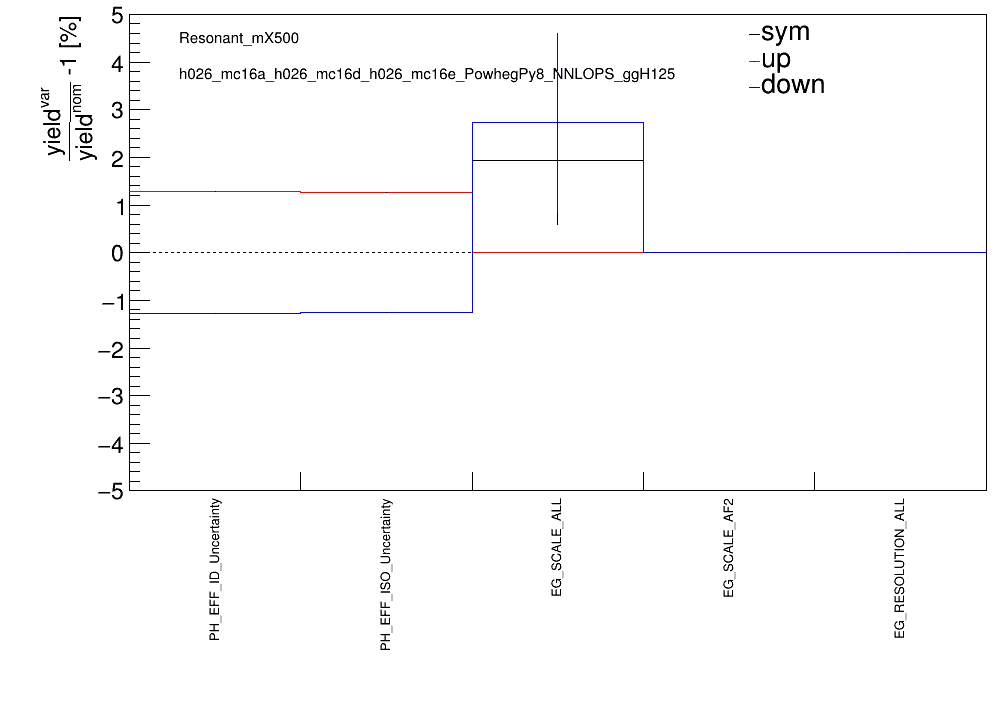 Resonant_mX500
h026_mc16a_h026_mc16d_h026_mc16e_PowhegPy8_NNLOPS_ggH125
sym
up
down
yield^var
yield^nom
-1 [%]
5
4
3
2
1
0
−1
−2
−3
−4
−5
PH_EFF_ID_Uncertainty
PH_EFF_ISO_Uncertainty
EG_SCALE_ALL
EG_SCALE_AF2
EG_RESOLUTION_ALL